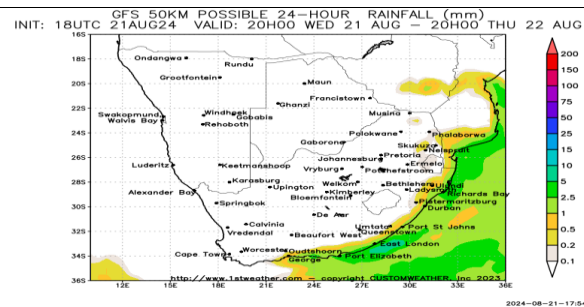 GFS 50KM POSSIBLE 24-HOUR RAINFALL (mm)
INIT: 18UTC 21AUG24 VALID: 20H00 WED 21 AUG - 20H00 THU 22 AUG
16S
18S
20S
22S
24S
26S
28S
30S
32S
34S
36S
Ondangwa
Rundu
Grootfontein
Maun
Francistown
Ghanzi
Musina
Swakopmund
Windhoek
Gobabis
Walvis Bay
Rehoboth
Polokwane
Phalaborwa
Gaborone
Skukuza
Nelspruit
Pretoria
Johannesburg
Luderitz
Keetmanshoop
Vryburg
Ermelo
Potchefstroom
Karasburg
Welkom
Bethlehem
Ulundi
Alexander Bay
Upington
Kimberley
Ladysmith
Richards Bay
Bloemfontein
Springbok
Pietermaritzburg
Durban
De Aar
Calvinia
Umtata
Port St Johns
Vredendal
Beaufort West
Queenstown
East London
Worcester
Oudtshoorn
Cape Town
George
Port Elizabeth
http://www.1stweather.com - copyright CUSTOMWEATHER, Inc 2023
12E
15E
18E
21E
24E
27E
30E
33E
36E
200
150
100
75
50
25
15
10
5
2.5
1
0.5
0.2
0.1
2024-08-21-17:54